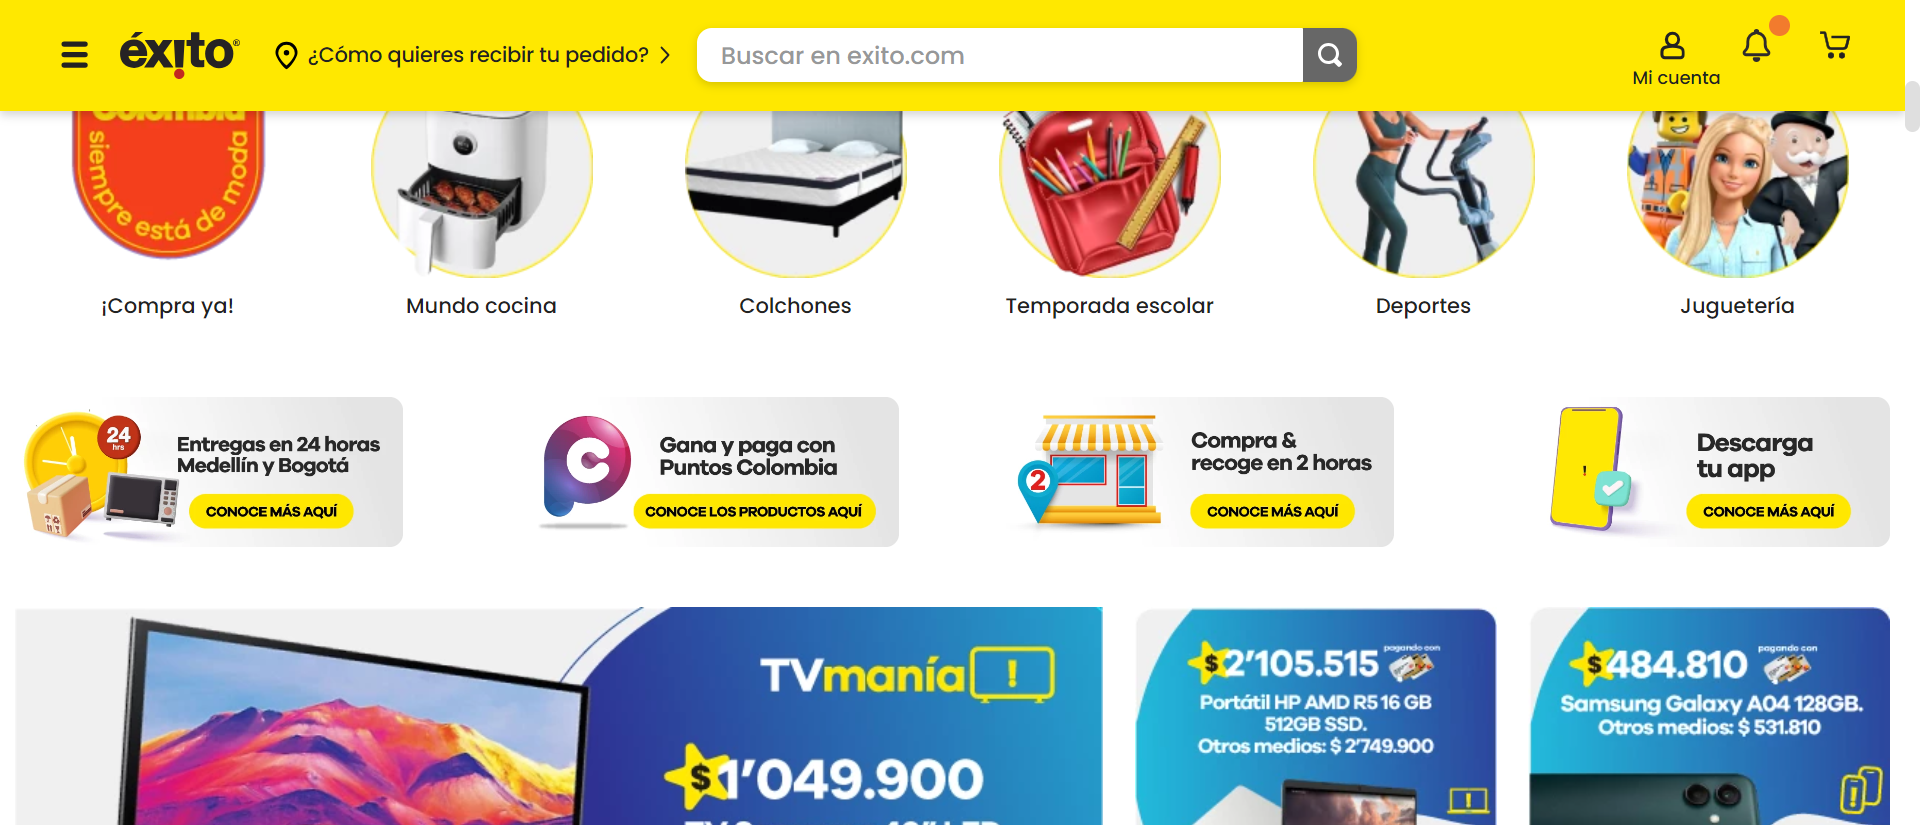 éxito®
¿Cómo quieres recibir tu pedido?
Buscar en exito.com
Mi cuenta
Colombia
siempre está de moda
¡Compra ya!
Mundo cocina
Colchones
Temporada escolar
Deportes
Juguetería
24
hrs
Entregas en 24 horas
Medellín y Bogotá
CONOCE MÁS AQUÍ
Gana y paga con
Puntos Colombia
CONOCE LOS PRODUCTOS AQUÍ
2
Compra &
recoge en 2 horas
CONOCE MÁS AQUÍ
Descarga
tu app
CONOCE MÁS AQUÍ
TVmanía
$1'049.900
$2'105.515
pagando con
Portátil HP AMD R5 16 GB
512GB SSD.
Otros medios: $ 2'749.900
$484.810
pagando con
Samsung Galaxy A04 128GB.
Otros medios: $ 531.810